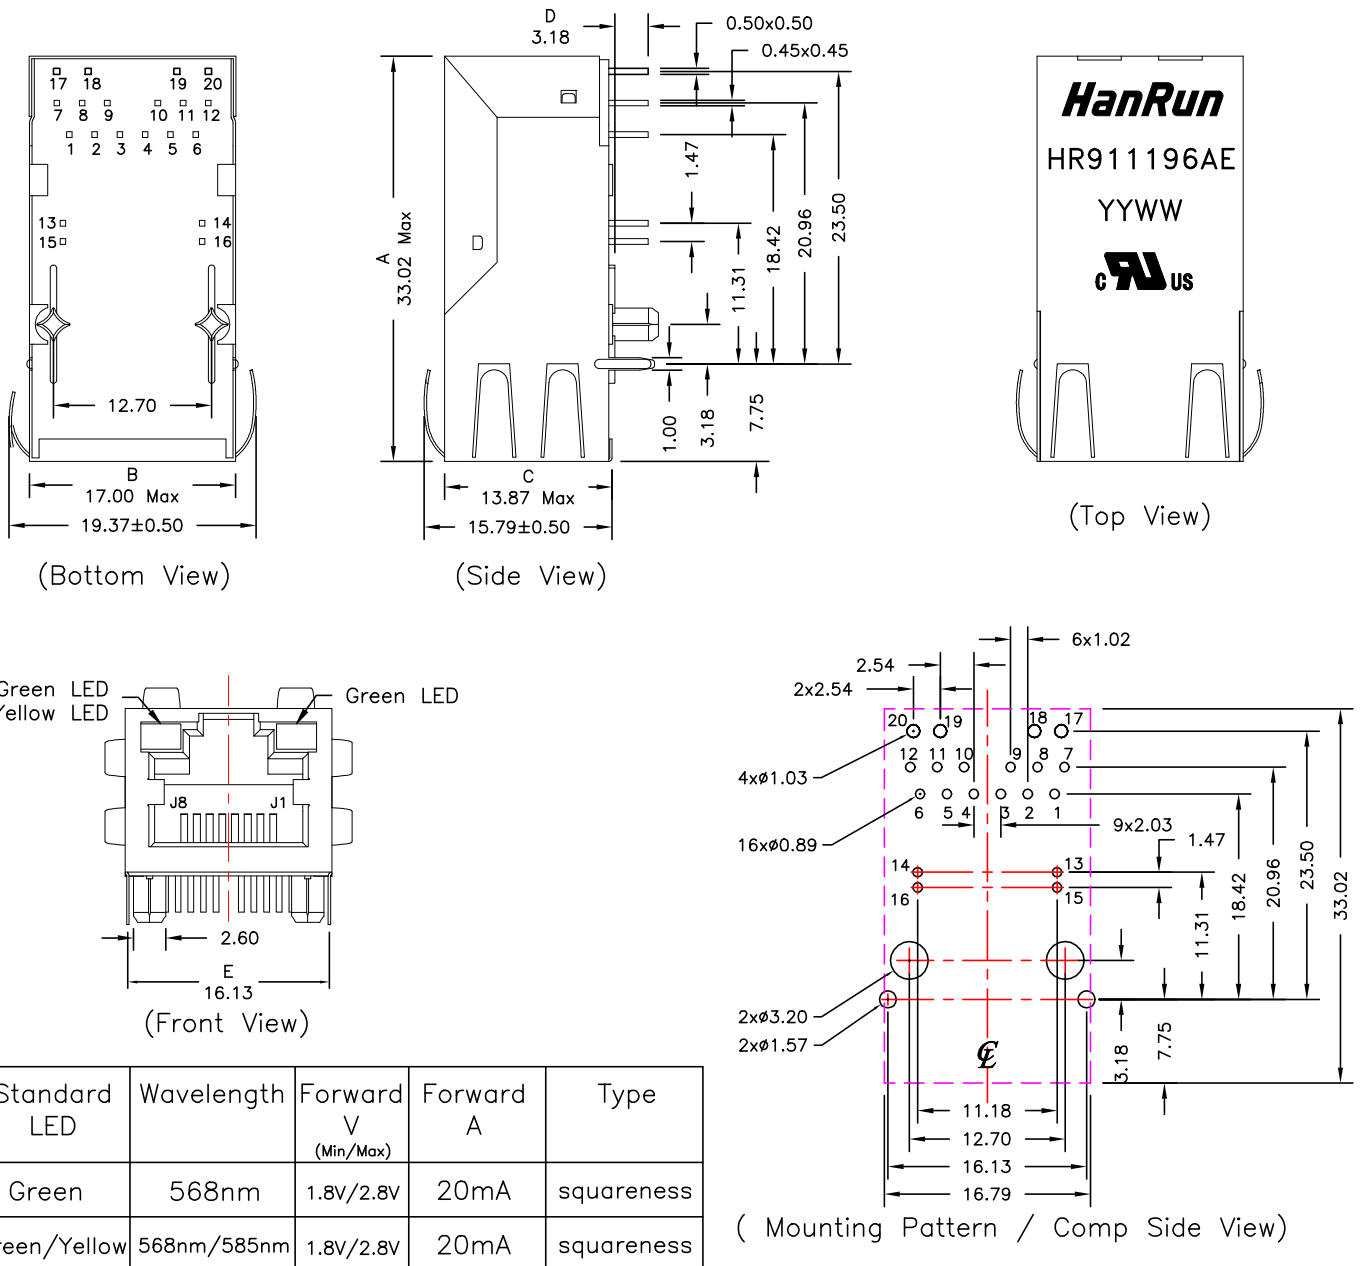 17 18 19 20
7 8 9 10 11 12
1 2 3 4 5 6
13 14
15 16
12.70
B
17.00 Max
19.37±0.50
(Bottom View)
D
3.18
0.50x0.50
0.45x0.45
A
33.02 Max
1.47
11.31
18.42
20.96
23.50
1.00
3.18
7.75
C
13.87 Max
15.79±0.50
(Side View)
HanRun
HR911196AE
YYWW
c RU US
(Top View)
Green LED
Yellow LED
Green LED
J8 J1
2.60
E
16.13
(Front View)
6x1.02
2.54
2x2.54
20 19 18 17
12 11 10 9 8 7
4xø1.03
6 5 4 3 2 1
16xø0.89
9x2.03
1.47
14 13
16 15
11.31
18.42
20.96
23.50
33.02
2xø3.20
2xø1.57
3.18
7.75
℄
11.18
12.70
16.13
16.79
( Mounting Pattern / Comp Side View)
Standard LED Wavelength Forward V (Min/Max) Forward A Type
Green 568nm 1.8V/2.8V 20mA squareness
reen/Yellow 568nm/585nm 1.8V/2.8V 20mA squareness